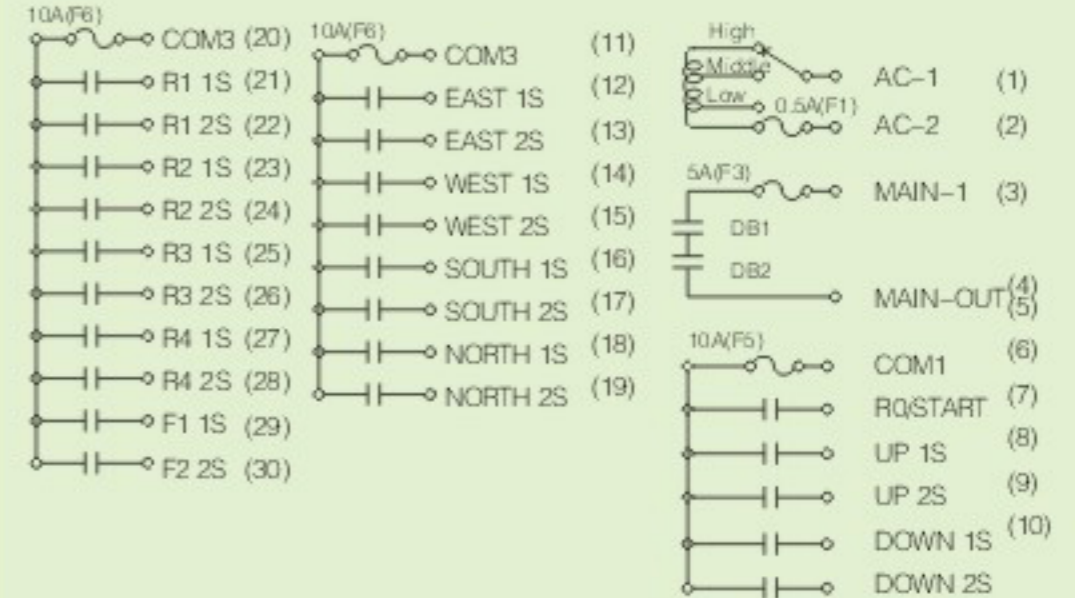 10A(F6)
COM3 (20)
R1 1S (21)
R1 2S (22)
R2 1S (23)
R2 2S (24)
R3 1S (25)
R3 2S (26)
R4 1S (27)
R4 2S (28)
F1 1S (29)
F2 2S (30)
10A(F6)
COM3 (11)
EAST 1S (12)
EAST 2S (13)
WEST 1S (14)
WEST 2S (15)
SOUTH 1S (16)
SOUTH 2S (17)
NORTH 1S (18)
NORTH 2S (19)
High
Middle
AC-1 (1)
Low
0.5A(F1)
AC-2 (2)
5A(F3)
MAIN-1 (3)
DB1
DB2
MAIN-OUT (4)
(5)
10A(F5)
COM1 (6)
R0/START (7)
UP 1S (8)
UP 2S (9)
DOWN 1S (10)
DOWN 2S